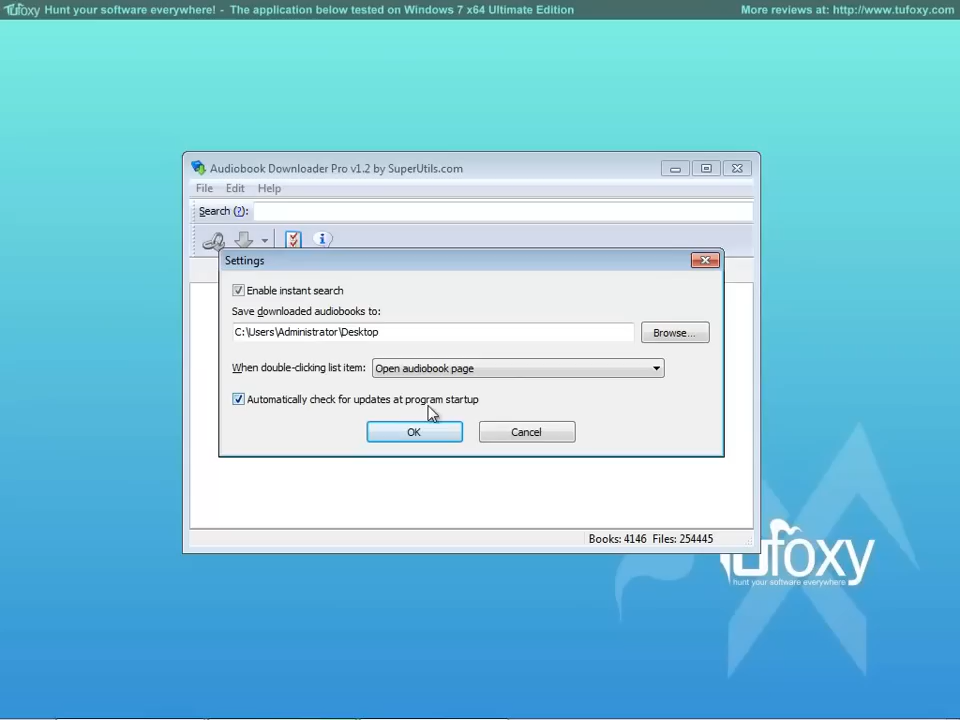 Tufoxy Hunt your software everywhere! - The application below tested on Windows 7 x64 Ultimate Edition More reviews at: http://www.tufoxy.com
Audiobook Downloader Pro v1.2 by SuperUtils.com
File Edit Help
Search (?):
Settings
Enable instant search
Save downloaded audiobooks to:
C:\Users\Administrator\Desktop
Browse...
When double-clicking list item: Open audiobook page
Automatically check for updates at program startup
OK Cancel
Books: 4146 Files: 254445
tufoxy
hunt your software everywhere